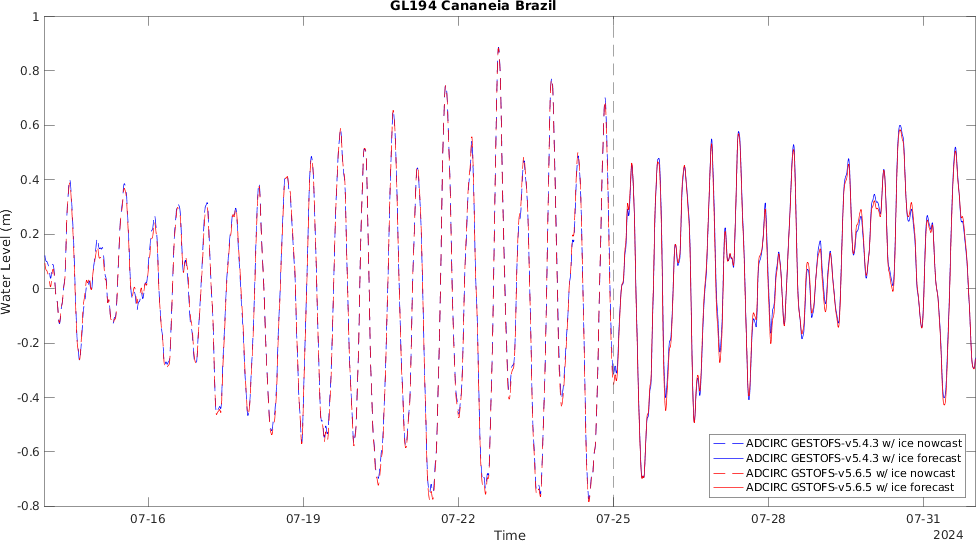 GL194 Cananeia Brazil
1
0.8
0.6
0.4
0.2
0
-0.2
-0.4
-0.6
-0.8
Water Level (m)
07-16
07-19
07-22
07-25
07-28
07-31
Time
2024
ADCIRC GESTOFS-v5.4.3 w/ ice nowcast
ADCIRC GESTOFS-v5.4.3 w/ ice forecast
ADCIRC GSTOFS-v5.6.5 w/ ice nowcast
ADCIRC GSTOFS-v5.6.5 w/ ice forecast